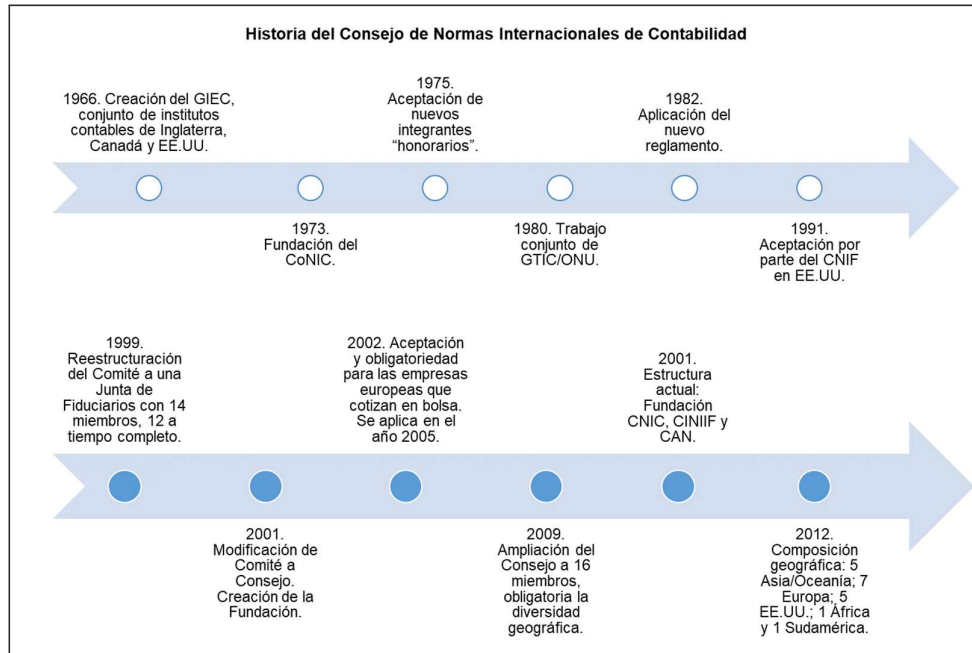 Historia del Consejo de Normas Internacionales de Contabilidad
1966. Creación del GIEC,
conjunto de institutos
contables de Inglaterra,
Canadá y EE.UU.
1973.
Fundación del
CoNIC.
1975.
Aceptación de
nuevos
integrantes
“honorarios”.
1980. Trabajo
conjunto de
GTIC/ONU.
1982.
Aplicación del
nuevo
reglamento.
1991.
Aceptación por
parte del CNIF
en EE.UU.
1999.
Reestructuración
del Comité a una
Junta de
Fiduciarios con 14
miembros, 12 a
tiempo completo.
2001.
Modificación de
Comité a
Consejo.
Creación de la
Fundación.
2002. Aceptación
y obligatoriedad
para las empresas
europeas que
cotizan en bolsa.
Se aplica en el
año 2005.
2009.
Ampliación del
Consejo a 16
miembros,
obligatoria la
diversidad
geográfica.
2001.
Estructura
actual:
Fundación
CNIC, CINIIF y
CAN.
2012.
Composición
geográfica: 5
Asia/Oceanía; 7
Europa; 5
EE.UU.; 1 África
y 1 Sudamérica.